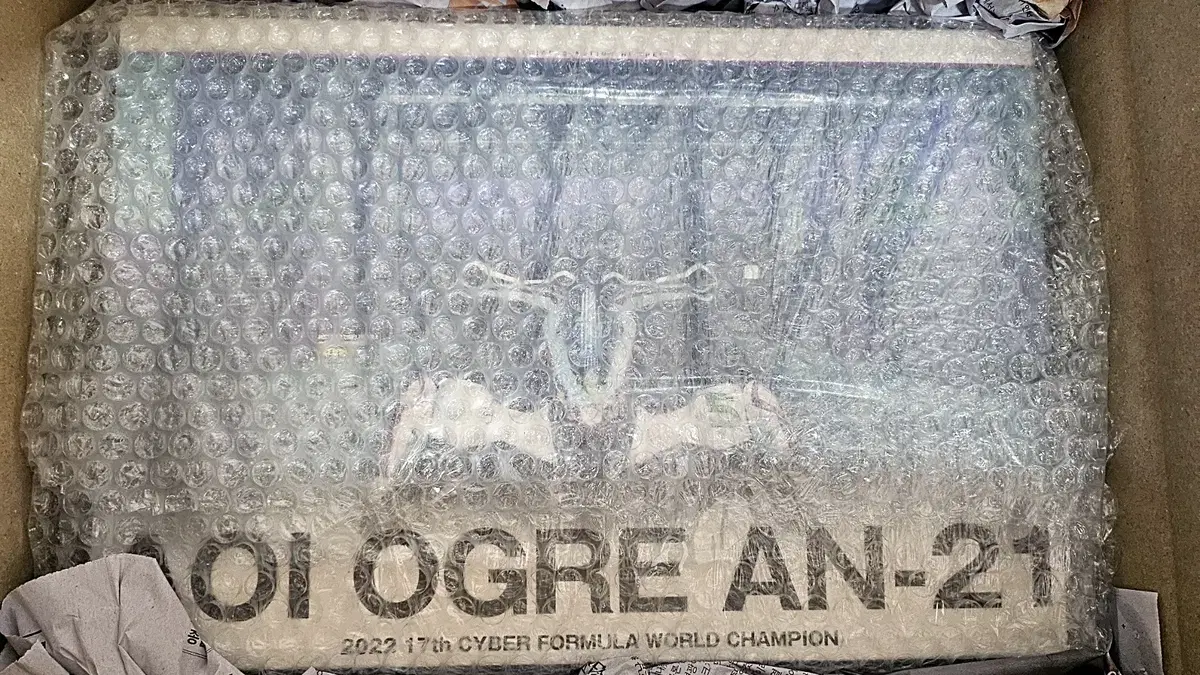 AOI OGRE AN-21
2022 17th CYBER FORMULA WORLD CHAMPION